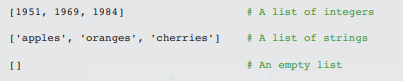 [1951, 1969, 1984] # A list of integers
['apples', 'oranges', 'cherries'] # A list of strings
[] # An empty list